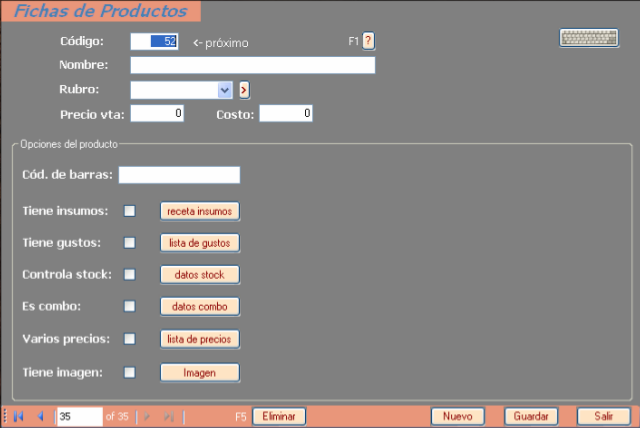 Fichas de Productos
Código: 52 <- próximo F1 ?
Nombre:
Rubro: >
Precio vta: 0 Costo: 0
Opciones del producto
Cód. de barras:
Tiene insumos: receta insumos
Tiene gustos: lista de gustos
Controla stock: datos stock
Es combo: datos combo
Varios precios: lista de precios
Tiene imagen: Imagen
35 of 35 F5 Eliminar Nuevo Guardar Salir